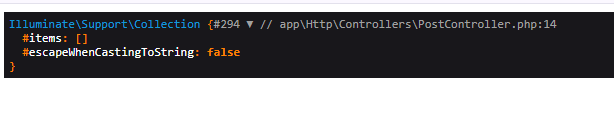 Illuminate\Support\Collection {#294 ▼ // app\Http\Controllers\PostController.php:14
#items: []
#escapeWhenCastingToString: false
}